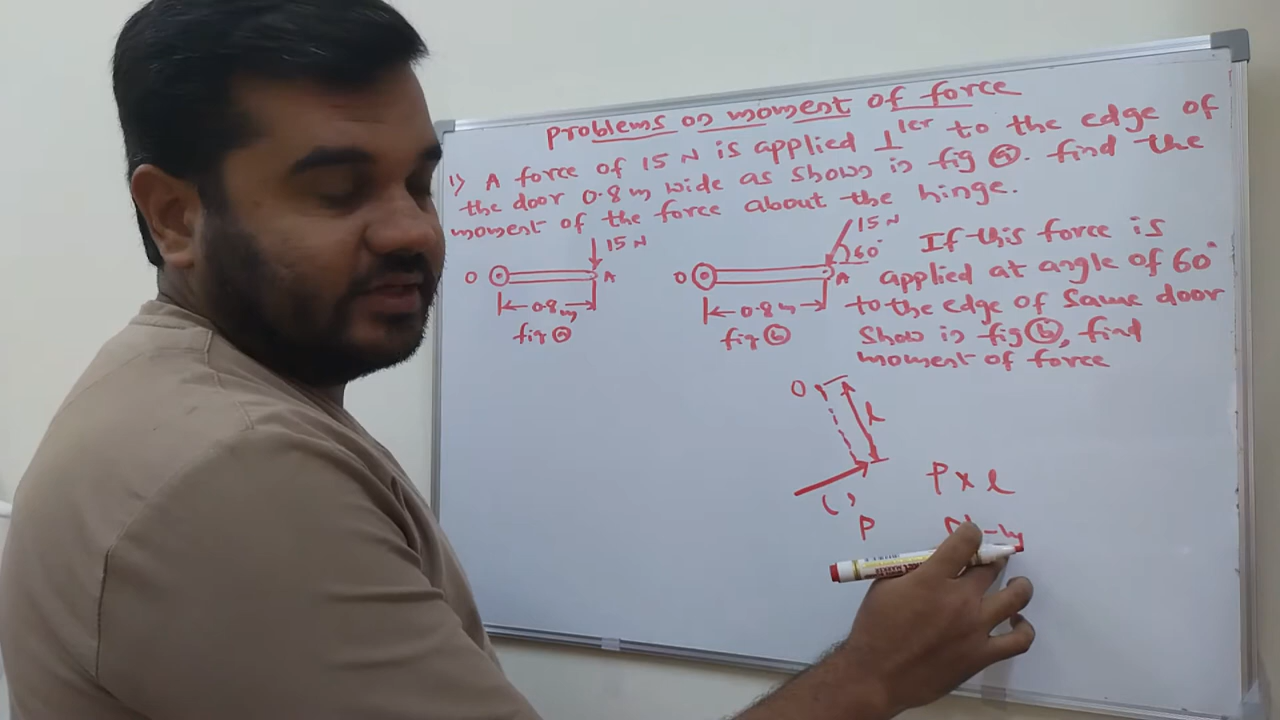 problems on moment of force
1) A force of 15 N is applied ⊥ler to the edge of
the door 0.8 m wide as shown in fig ⓐ. find the
moment of the force about the hinge.
15 N
O
A
0.8 m
fig ⓐ
15 N
60°
O
A
0.8 m
fig ⓑ
If this force is
applied at angle of 60°
to the edge of same door
show in fig ⓑ, find
moment of force
O
l
P
P x l